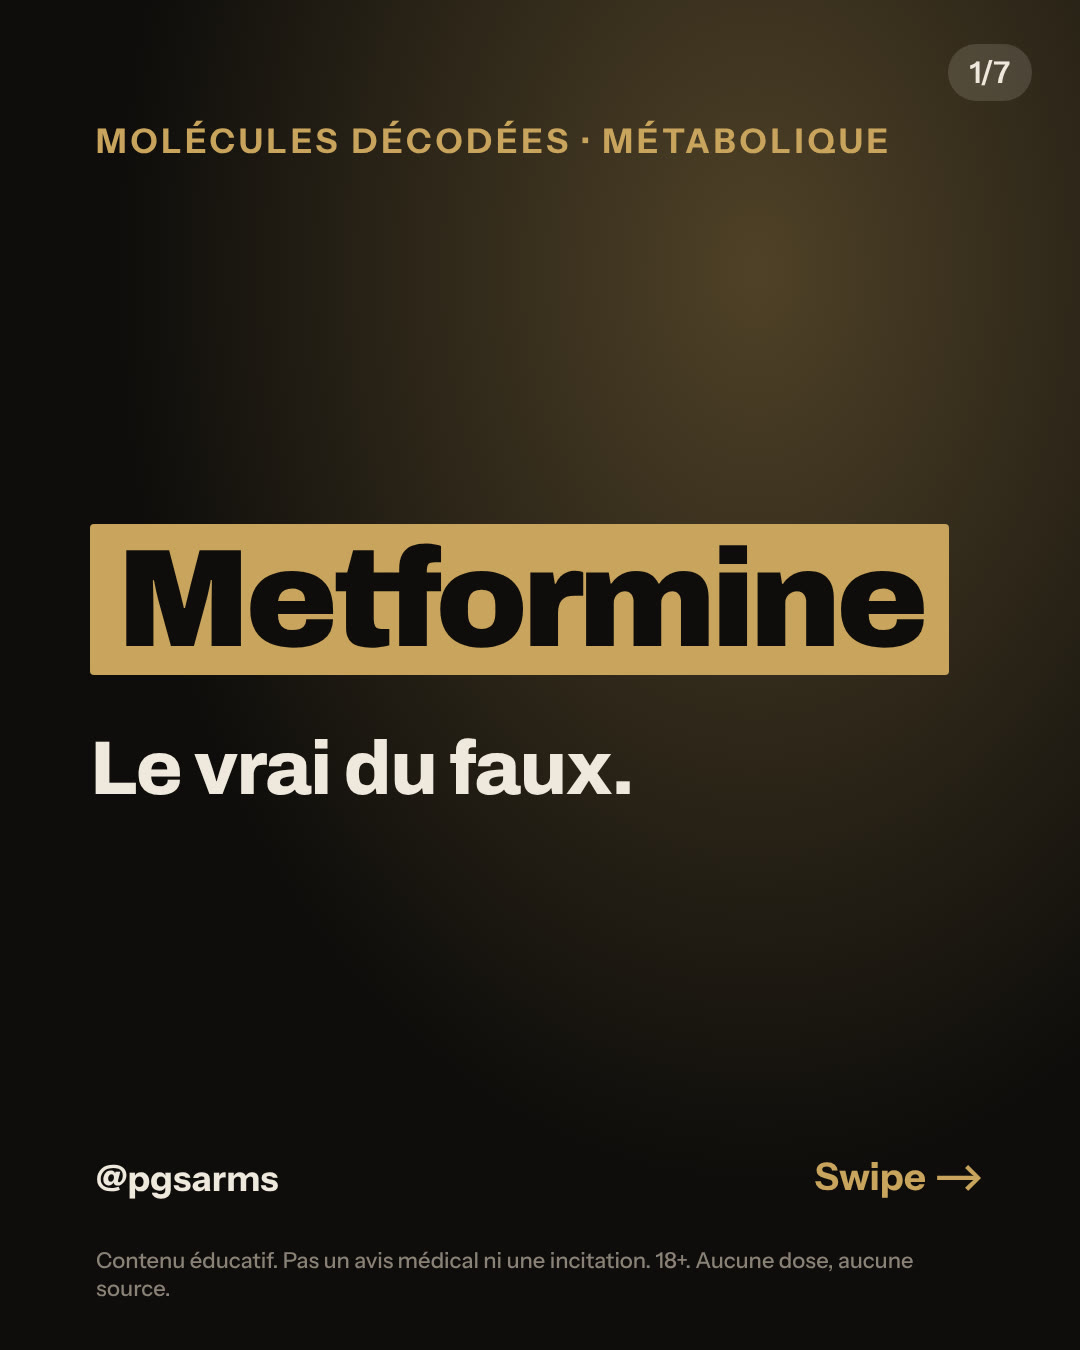 1/7
MOLÉCULES DÉCODÉES · MÉTABOLIQUE
Metformine
Le vrai du faux.
@pgsarms
Swipe →
Contenu éducatif. Pas un avis médical ni une incitation. 18+. Aucune dose, aucune
source.